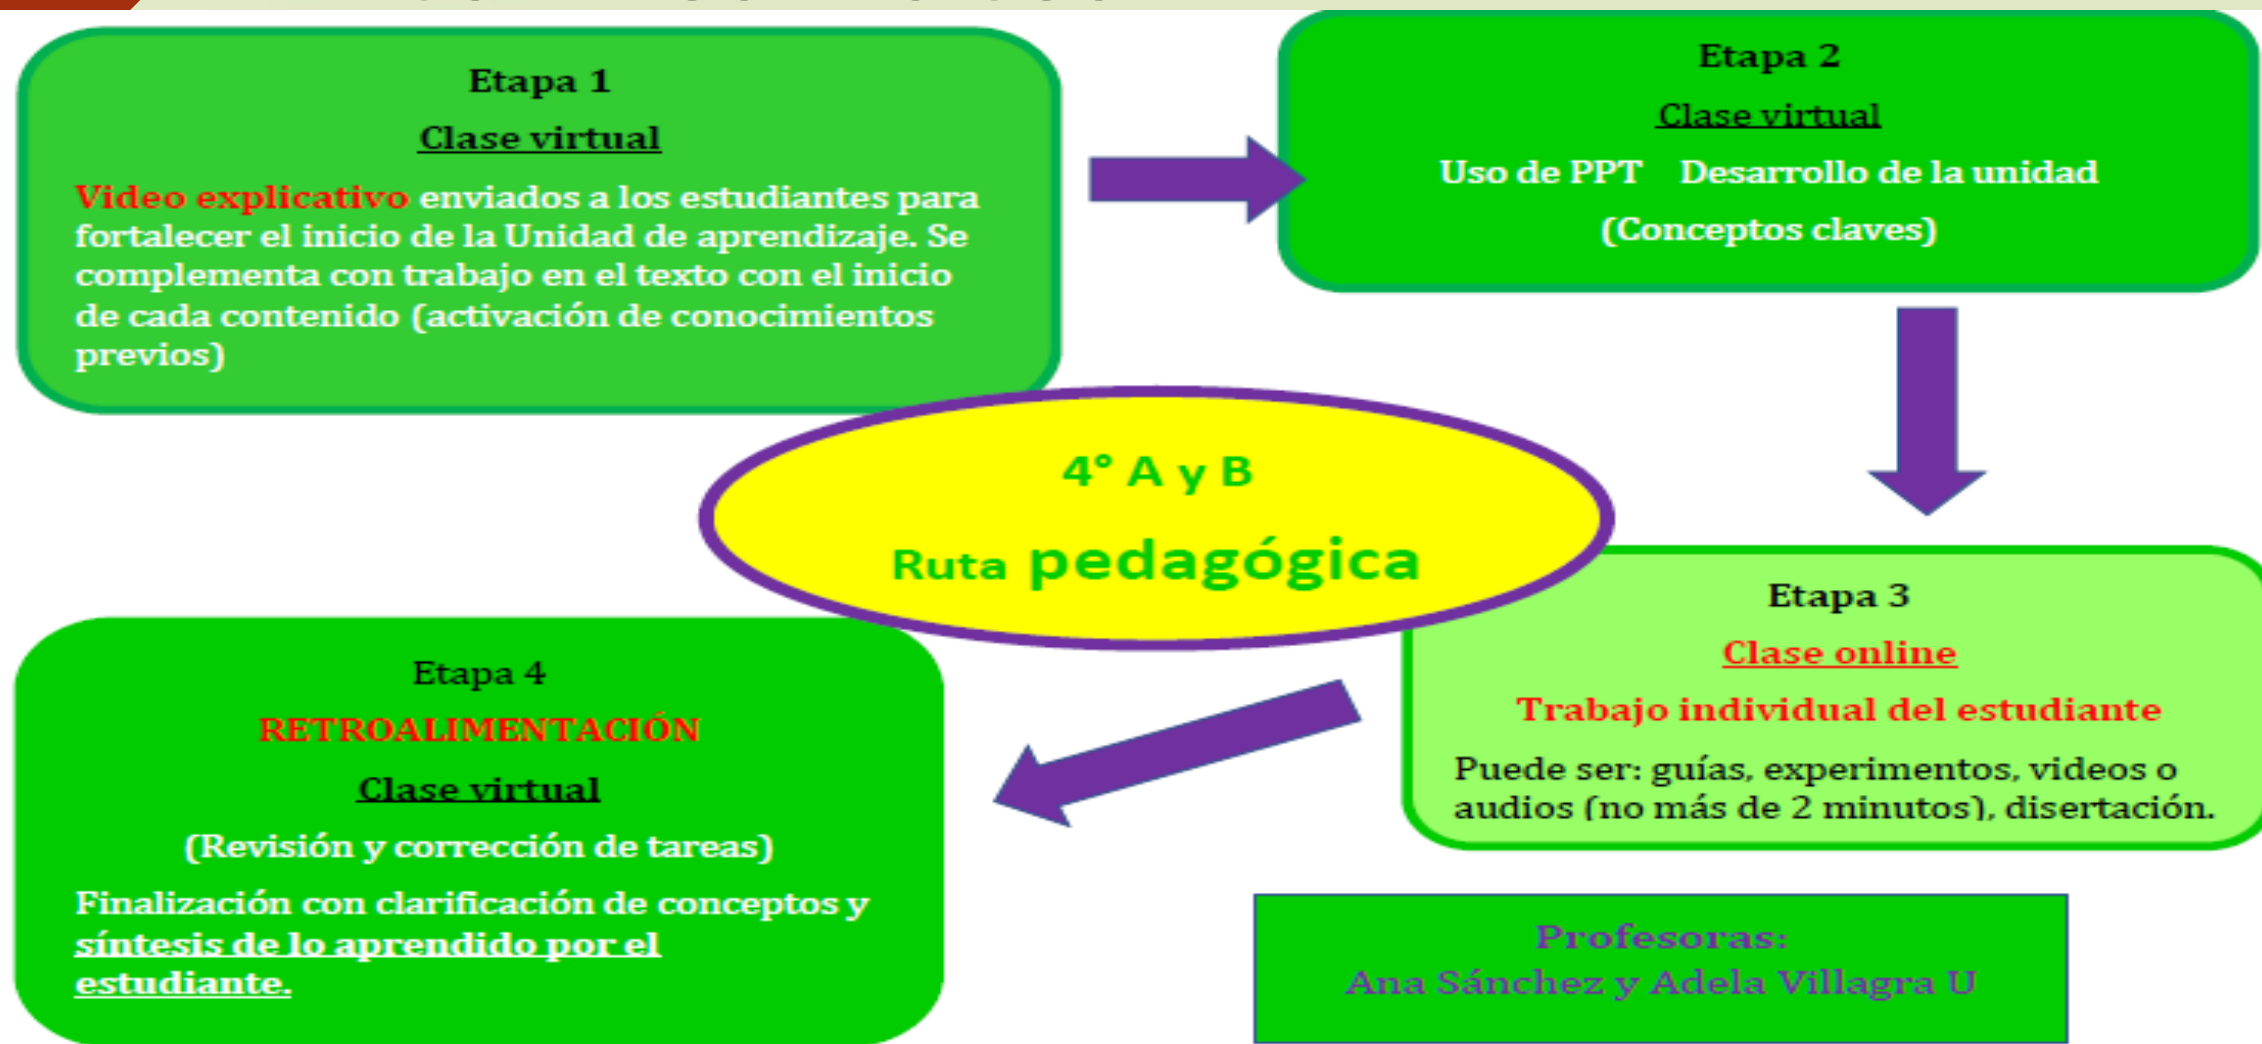 Etapa 1
Clase virtual
Video explicativo enviados a los estudiantes para
fortalecer el inicio de la Unidad de aprendizaje. Se
complementa con trabajo en el texto con el inicio
de cada contenido (activación de conocimientos
previos)
Etapa 2
Clase virtual
Uso de PPT Desarrollo de la unidad
(Conceptos claves)
4° A y B
Ruta pedagógica
Etapa 3
Clase online
Trabajo individual del estudiante
Puede ser: guías, experimentos, videos o
audios (no más de 2 minutos), disertación.
Etapa 4
RETROALIMENTACIÓN
Clase virtual
(Revisión y corrección de tareas)
Finalización con clarificación de conceptos y
síntesis de lo aprendido por el
estudiante.
Profesoras:
Ana Sánchez y Adela Villagra U